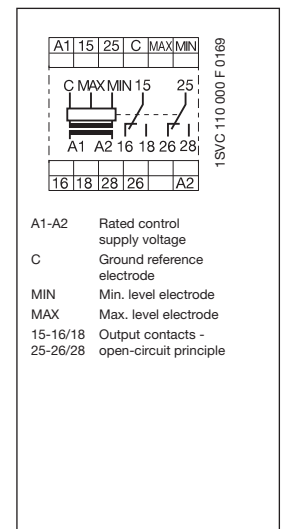 A1 15 25 C MAX MIN
C MAX MIN 15 25
A1 A2 16 18 26 28
16 18 28 26 A2
1SVC 110 000 F 0169
A1-A2 Rated control
supply voltage
C Ground reference
electrode
MIN Min. level electrode
MAX Max. level electrode
15-16/18 Output contacts -
25-26/28 open-circuit principle